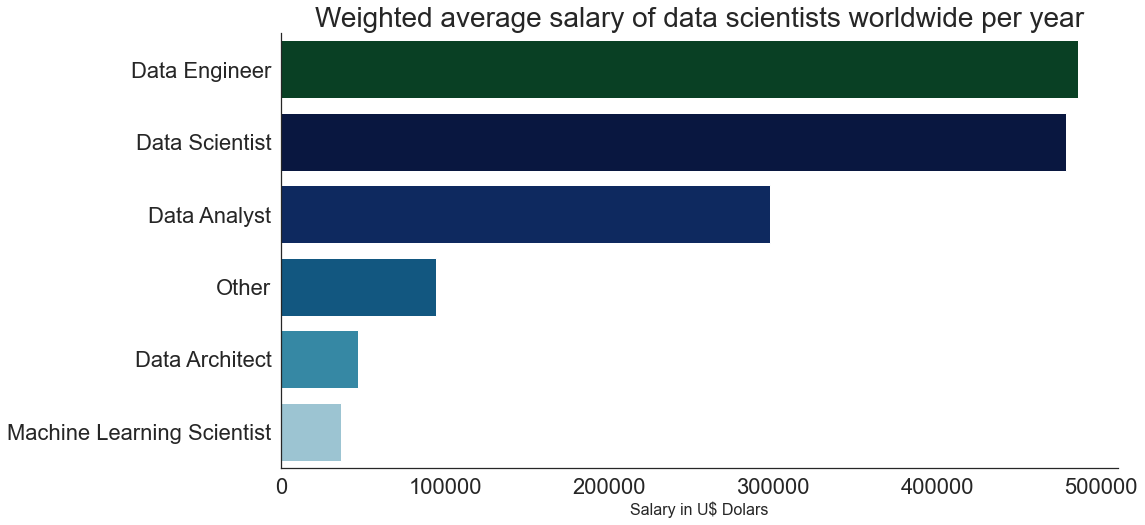 Weighted average salary of data scientists worldwide per year
Data Engineer
Data Scientist
Data Analyst
Other
Data Architect
Machine Learning Scientist
0 100000 200000 300000 400000 500000
Salary in U$ Dolars